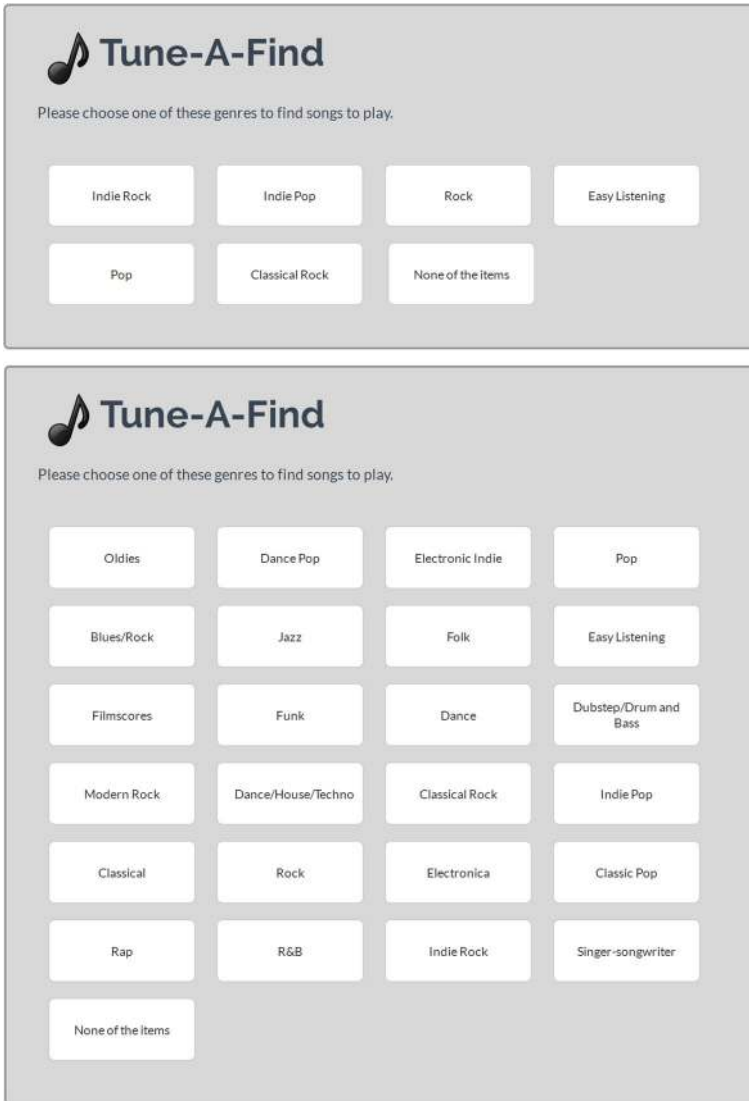 Tune-A-Find
Please choose one of these genres to find songs to play.
Indie Rock
Indie Pop
Rock
Easy Listening
Pop
Classical Rock
None of the items
Tune-A-Find
Please choose one of these genres to find songs to play.
Oldies
Dance Pop
Electronic Indie
Pop
Blues/Rock
Jazz
Folk
Easy Listening
Filmscores
Funk
Dance
Dubstep/Drum and
Bass
Modern Rock
Dance/House/Techno
Classical Rock
Indie Pop
Classical
Rock
Electronica
Classic Pop
Rap
R&B
Indie Rock
Singer-songwriter
None of the items